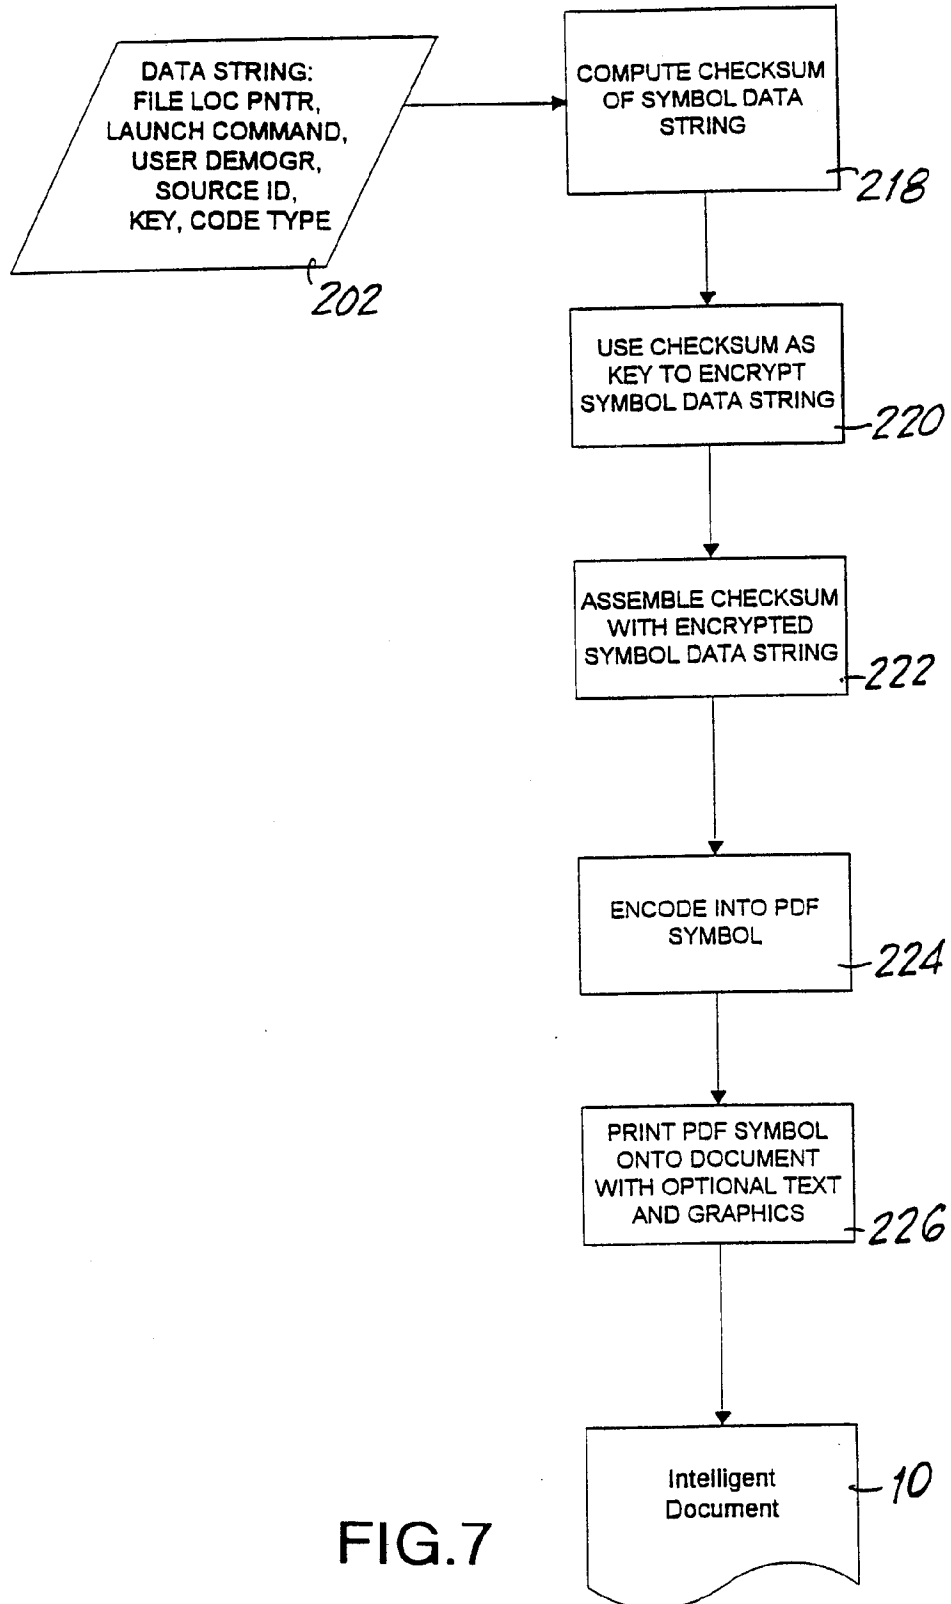 DATA STRING:
FILE LOC PNTR,
LAUNCH COMMAND,
USER DEMOGR,
SOURCE ID,
KEY, CODE TYPE
202
COMPUTE CHECKSUM
OF SYMBOL DATA
STRING
218
USE CHECKSUM AS
KEY TO ENCRYPT
SYMBOL DATA STRING
220
ASSEMBLE CHECKSUM
WITH ENCRYPTED
SYMBOL DATA STRING
222
ENCODE INTO PDF
SYMBOL
224
PRINT PDF SYMBOL
ONTO DOCUMENT
WITH OPTIONAL TEXT
AND GRAPHICS
226
Intelligent
Document
10
FIG.7